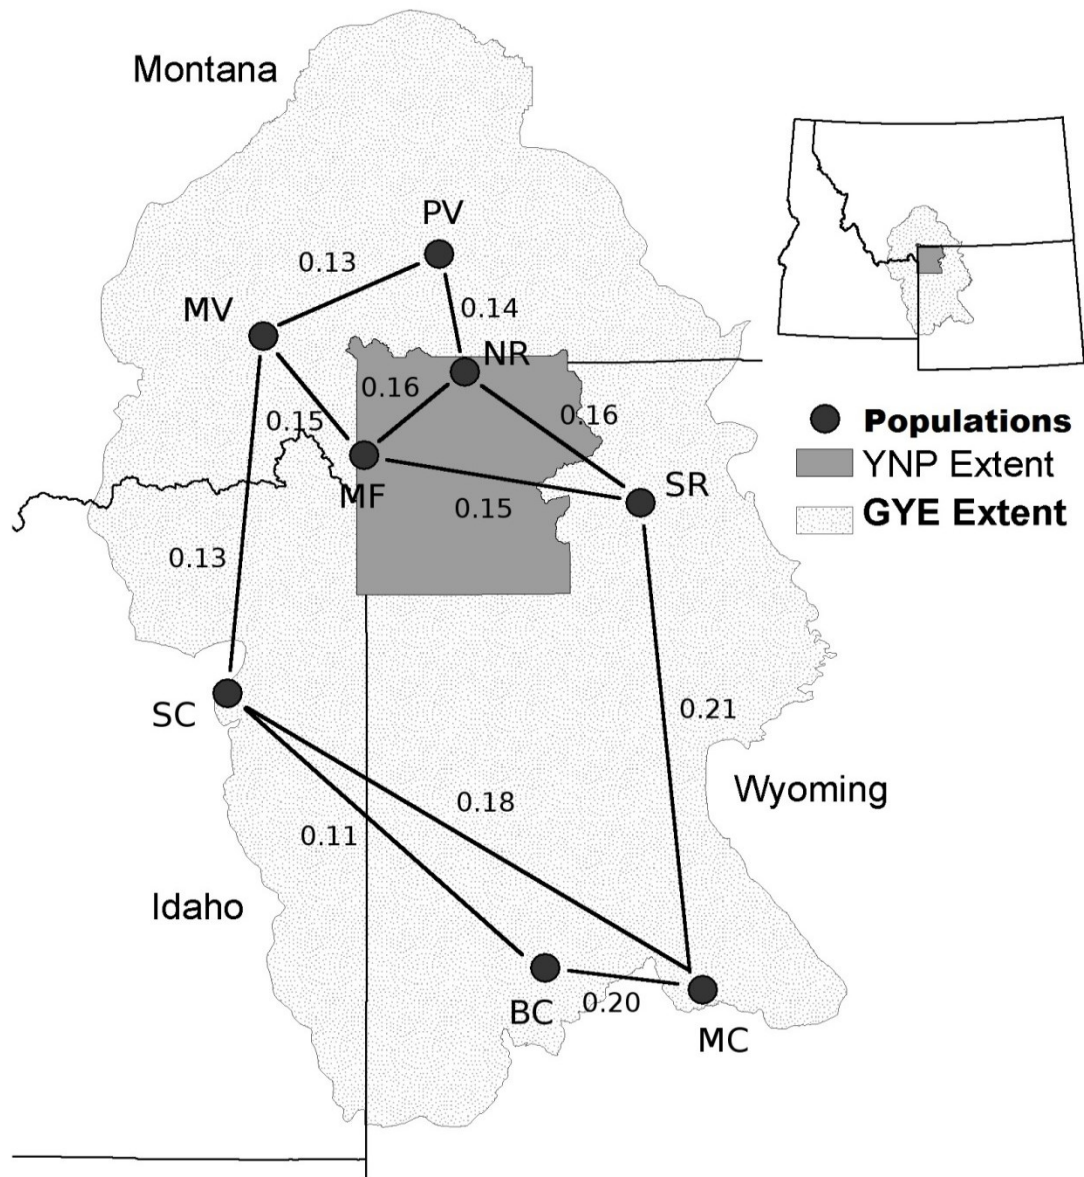 Montana
PV
0.13
MV
0.14
NR
0.16
0.16
0.15
MF
SR
0.15
Populations
YNP Extent
GYE Extent
0.13
SC
0.21
0.18
Wyoming
0.11
Idaho
BC
0.20
MC